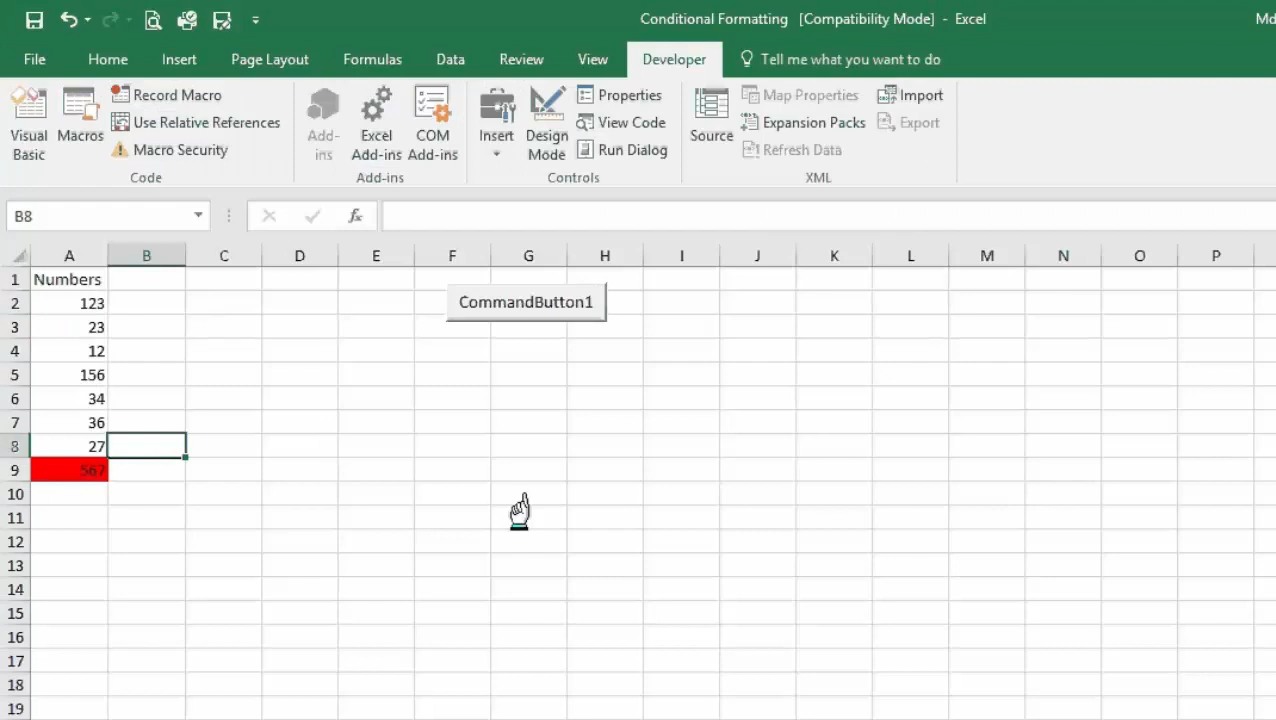 Conditional Formatting [Compatibility Mode] - Excel
Md
File Home Insert Page Layout Formulas Data Review View Developer Tell me what you want to do
Visual Basic
Macros
Record Macro
Use Relative References
Macro Security
Code
Add-ins
Excel Add-ins
COM Add-ins
Add-ins
Insert
Design Mode
Properties
View Code
Run Dialog
Controls
Source
Map Properties
Expansion Packs
Refresh Data
Import
Export
XML
B8
fx
A B C D E F G H I J K L M N O P
1 Numbers
2 123
CommandButton1
3 23
4 12
5 156
6 34
7 36
8 27
9 567
10
11
12
13
14
15
16
17
18
19